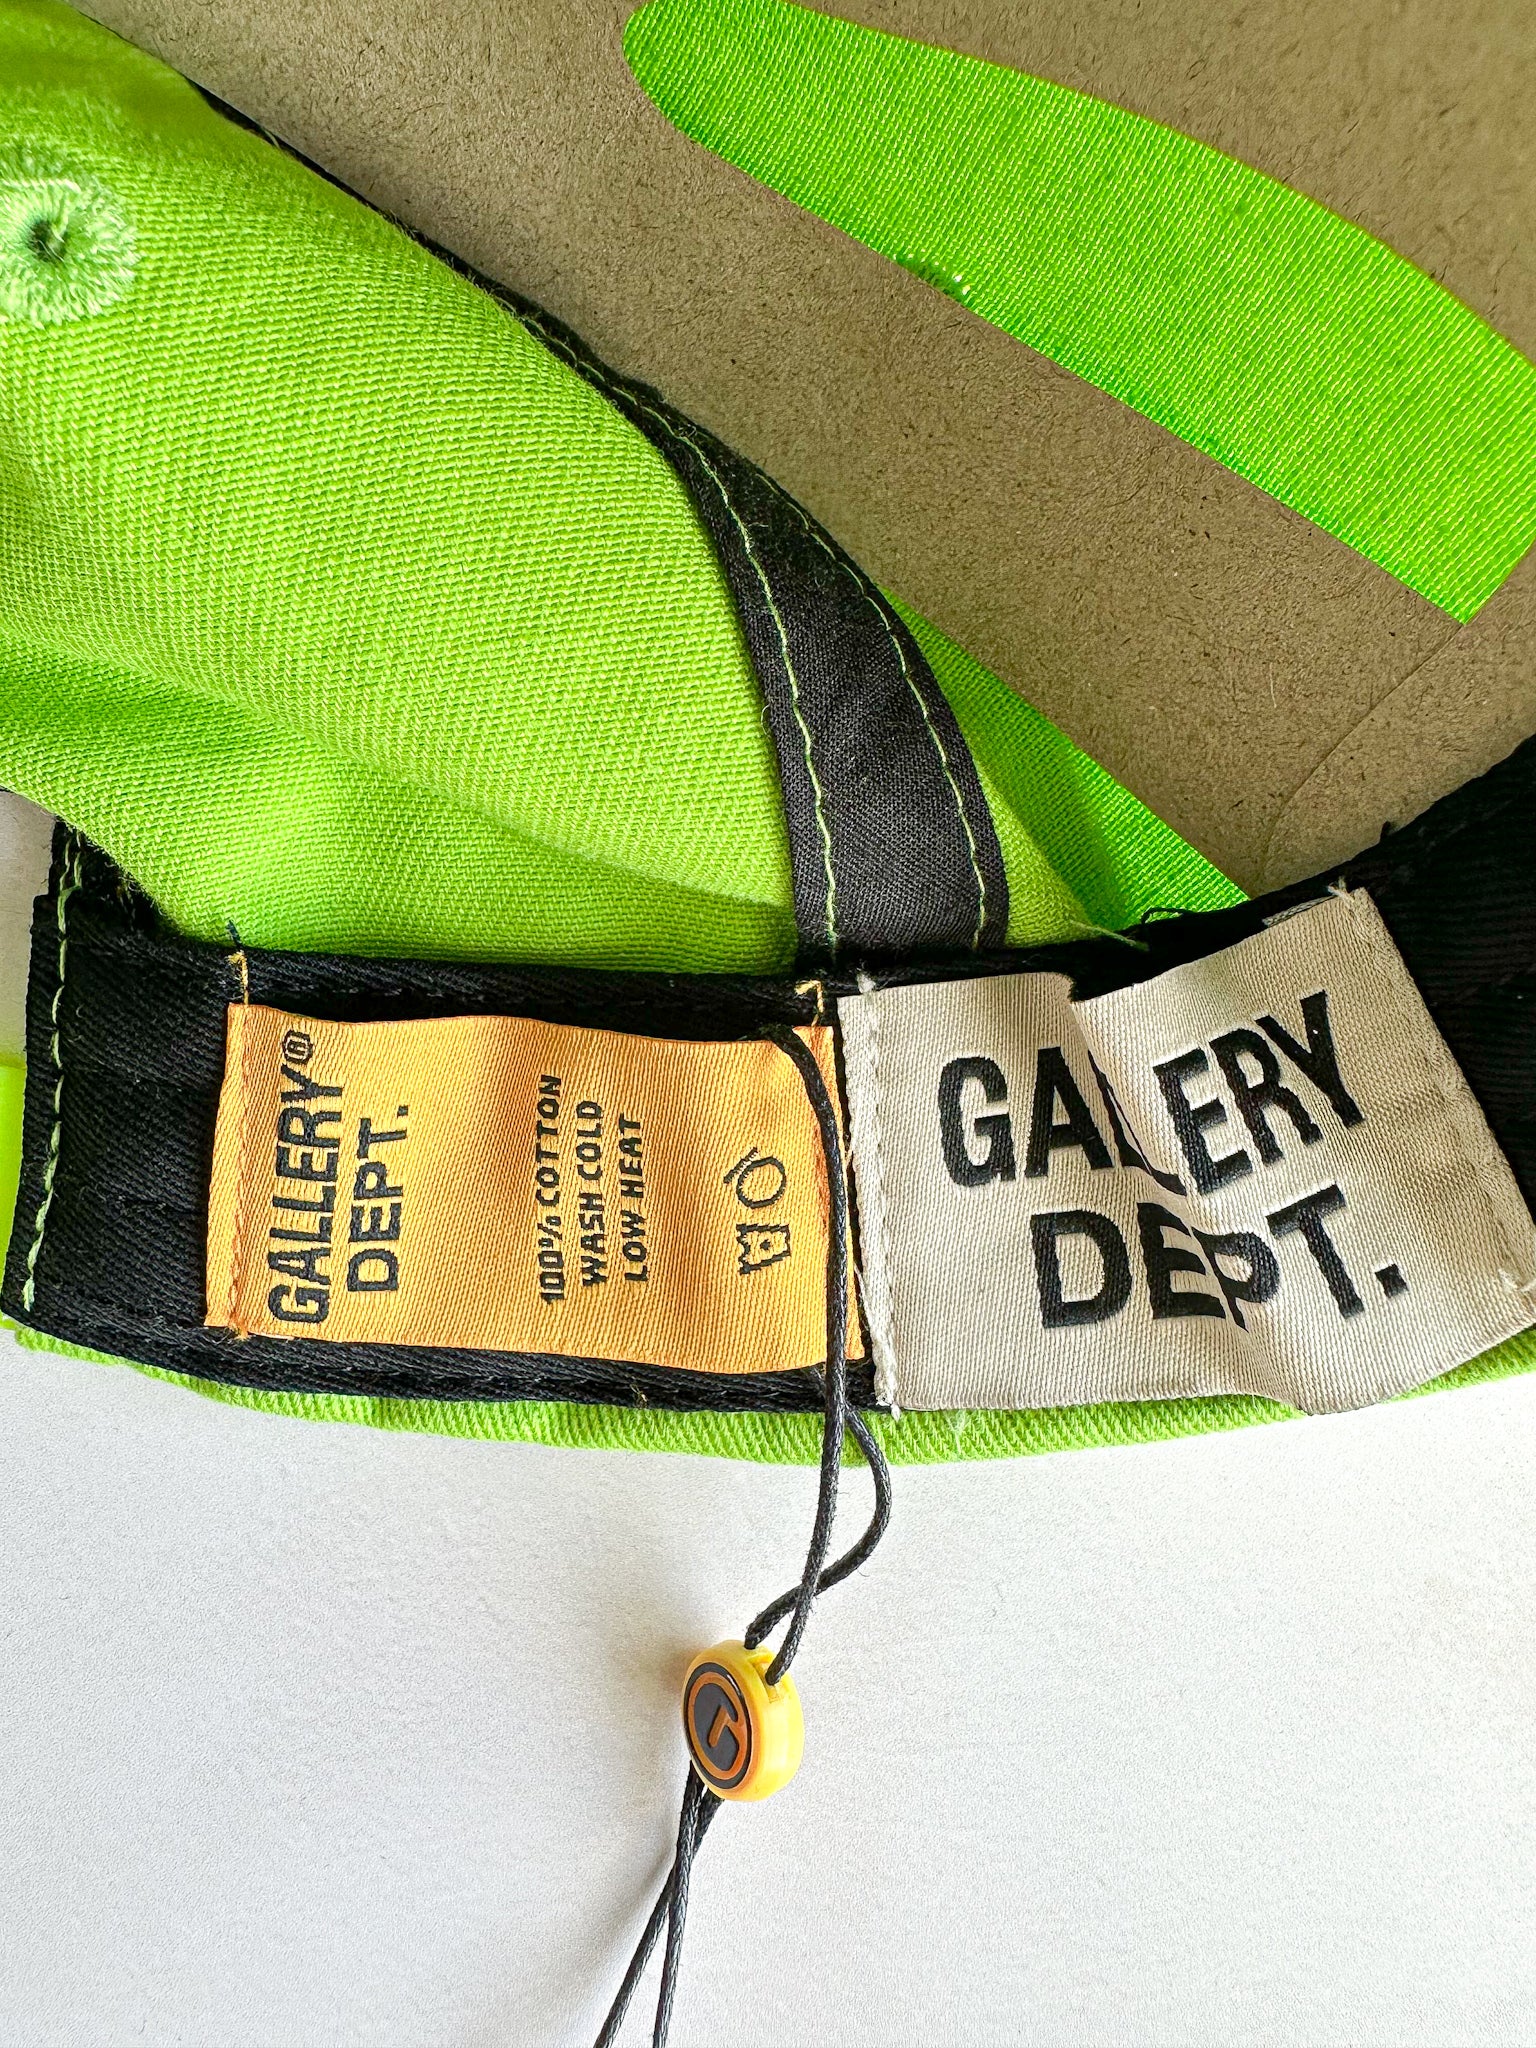 GALLERY®
DEPT.
100% COTTON
WASH COLD
LOW HEAT
GALLERY
DEPT.
G